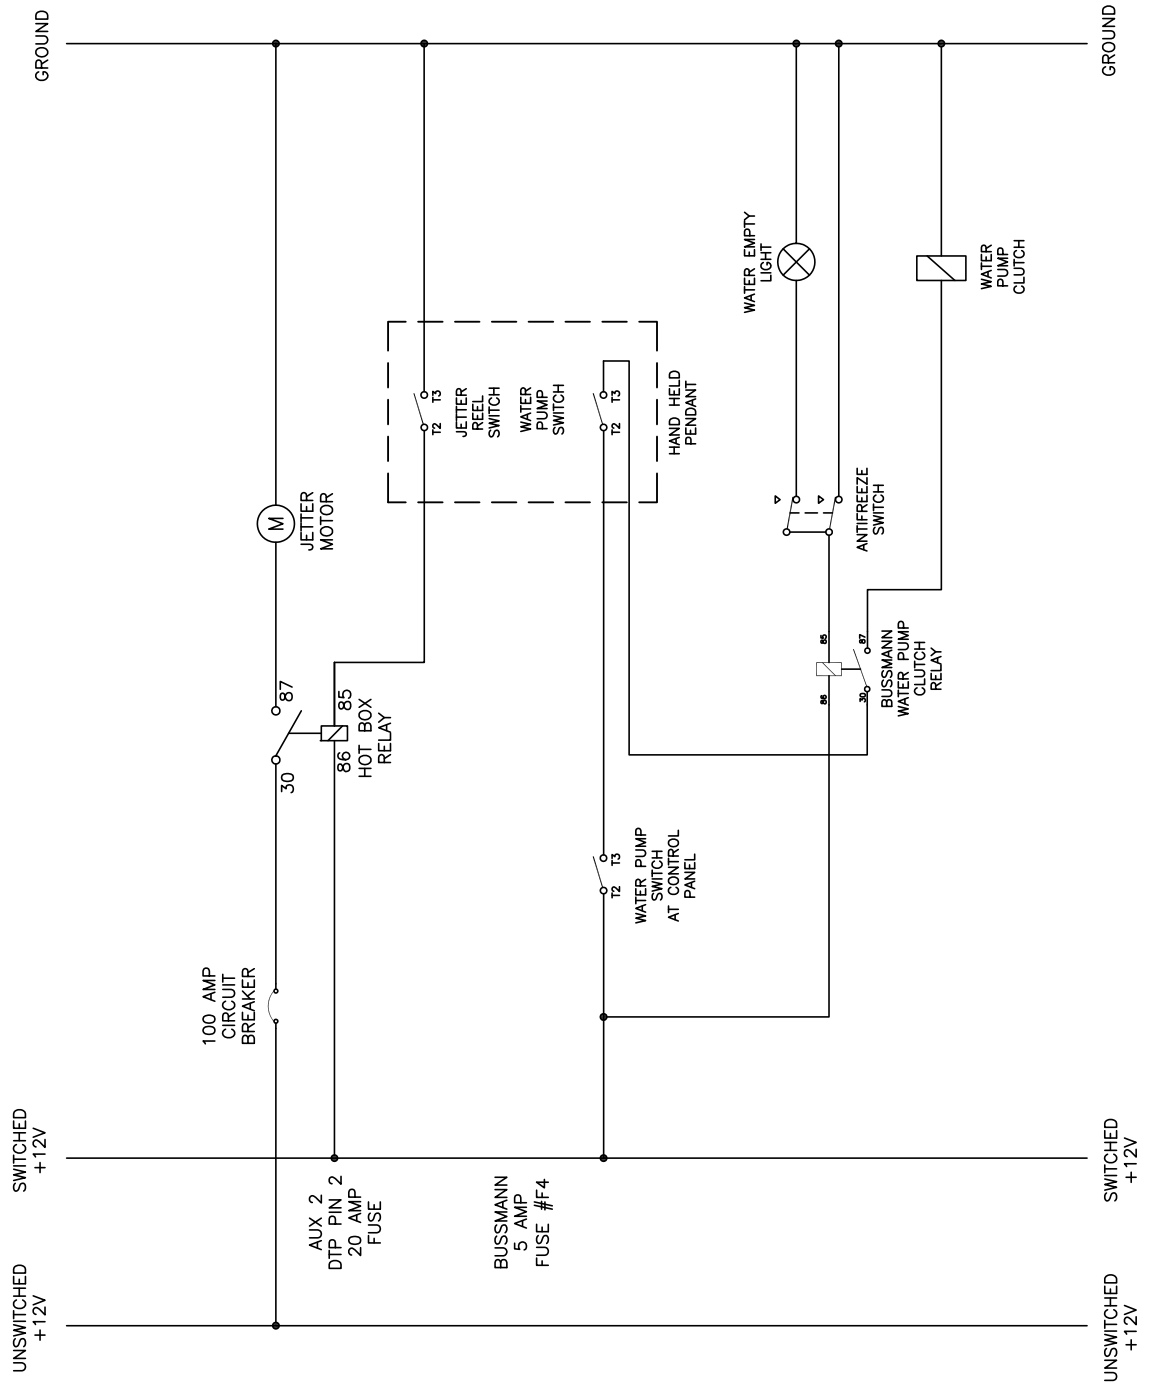 UNSWITCHED
+12V
SWITCHED
+12V
GROUND
100 AMP
CIRCUIT
BREAKER
30
87
JETTER
MOTOR
M
AUX 2
DTP PIN 2
20 AMP
FUSE
86
85
HOT BOX
RELAY
T2
T3
JETTER
REEL
SWITCH
BUSSMANN
5 AMP
FUSE #F4
T2
T3
WATER PUMP
SWITCH
AT CONTROL
PANEL
WATER
PUMP
SWITCH
T2
T3
HAND HELD
PENDANT
WATER EMPTY
LIGHT
86
85
ANTIFREEZE
SWITCH
30
87
BUSSMANN
WATER PUMP
CLUTCH
RELAY
WATER
PUMP
CLUTCH
UNSWITCHED
+12V
SWITCHED
+12V
GROUND